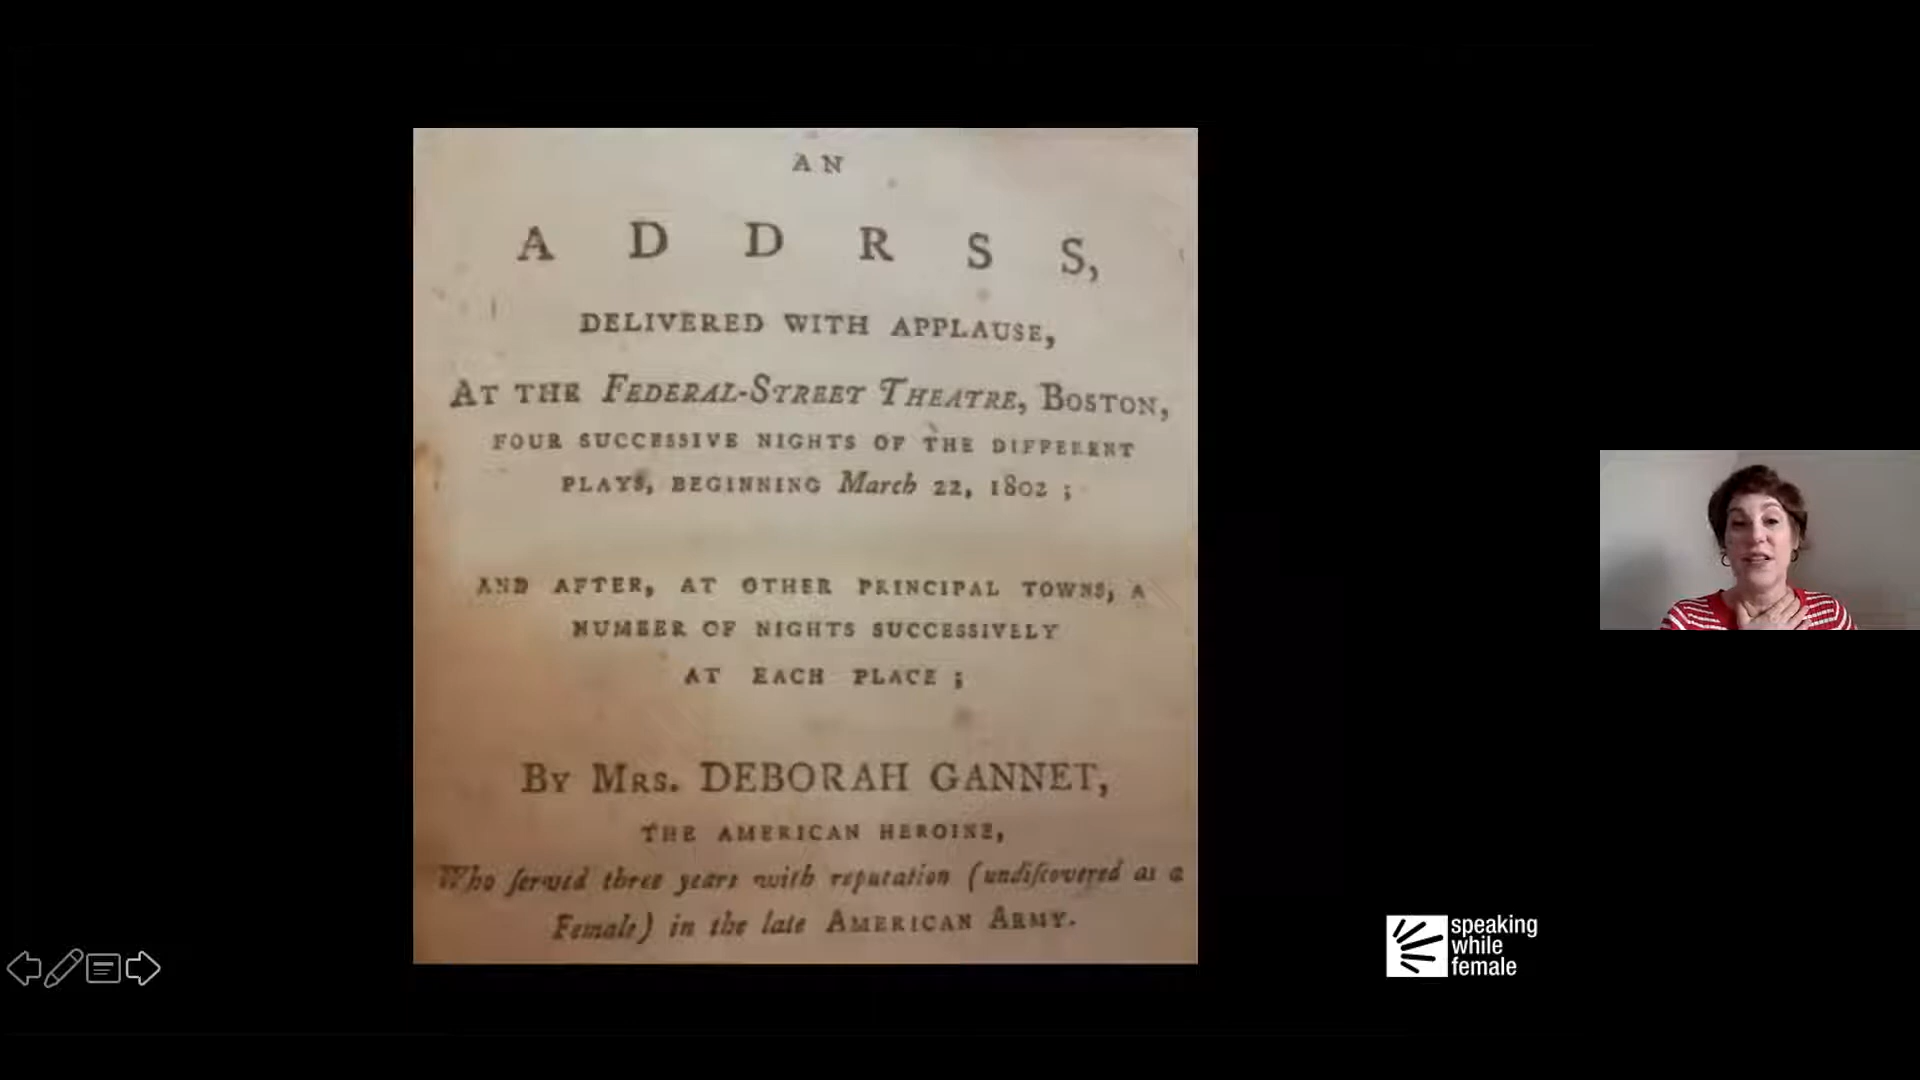 AN
ADDRSS,
DELIVERED WITH APPLAUSE,
AT THE FEDERAL-STREET THEATRE, BOSTON,
FOUR SUCCESSIVE NIGHTS OF THE DIFFERENT
PLAYS, BEGINNING March 22, 1802 ;
AND AFTER, AT OTHER PRINCIPAL TOWNS, A
NUMBER OF NIGHTS SUCCESSIVELY
AT EACH PLACE ;
BY MRS. DEBORAH GANNET,
THE AMERICAN HEROINE,
Who ſerved three years with reputation (undiſcovered as a
Female) in the late AMERICAN ARMY.
speaking
while
female